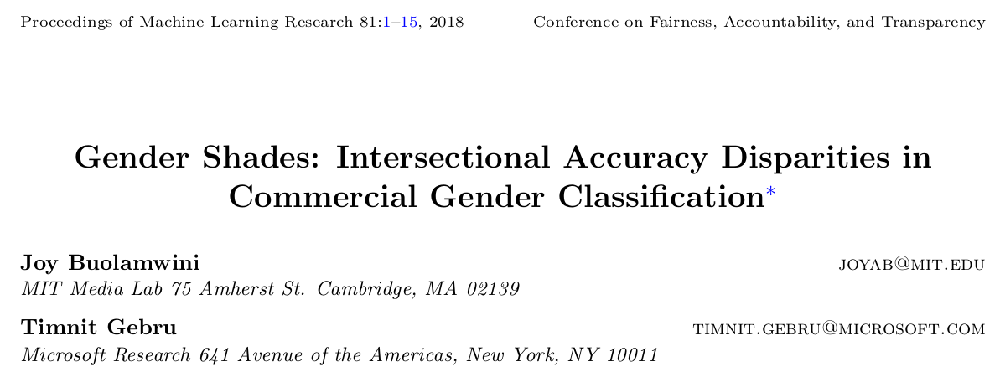 Proceedings of Machine Learning Research 81:1–15, 2018 Conference on Fairness, Accountability, and Transparency
Gender Shades: Intersectional Accuracy Disparities in
Commercial Gender Classification*
Joy Buolamwini JOYAB@MIT.EDU
MIT Media Lab 75 Amherst St. Cambridge, MA 02139
Timnit Gebru TIMNIT.GEBRU@MICROSOFT.COM
Microsoft Research 641 Avenue of the Americas, New York, NY 10011